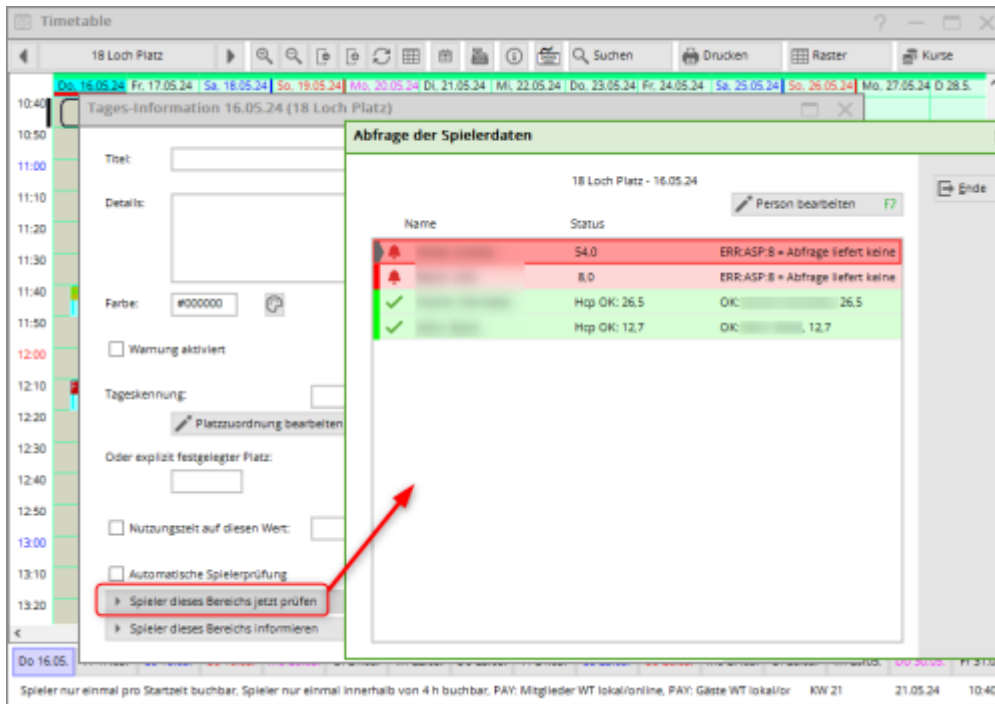 Timetable
18 Loch Platz
Suchen
Drucken
Raster
Kurse
Do. 16.05.24 Fr. 17.05.24 Sa. 18.05.24 So. 19.05.24 Mo. 20.05.24 Di. 21.05.24 Mi. 22.05.24 Do. 23.05.24 Fr. 24.05.24 Sa. 25.05.24 So. 26.05.24 Mo. 27.05.24 D 28.5.
10:40
Tages-Information 16.05.24 (18 Loch Platz)
10:50
Abfrage der Spielerdaten
11:00
Titel:
18 Loch Platz - 16.05.24
Ende
11:10
Details:
Person bearbeiten F7
11:20
Name Status
11:30
54,0 ERR:ASP:8 = Abfrage liefert keine
8,0 ERR:ASP:8 = Abfrage liefert keine
11:40
Farbe: #000000
Hcp OK: 26,5 OK: 26,5
11:50
Hcp OK: 12,7 OK: , 12,7
12:00
Warnung aktiviert
12:10
Tageskennung:
12:20
Platzzuordnung bearbeiten
12:30
Oder explizit festgelegter Platz:
12:40
12:50
Nutzungszeit auf diesen Wert:
13:00
13:10
Automatische Spielerprüfung
13:20
Spieler dieses Bereichs jetzt prüfen
Spieler dieses Bereichs informieren
Do 16.05.
Spieler nur einmal pro Startzeit buchbar, Spieler nur einmal innerhalb von 4 h buchbar, PAY: Mitglieder WT lokal/online, PAY: Gäste WT lokal/or KW 21 21.05.24 10:40